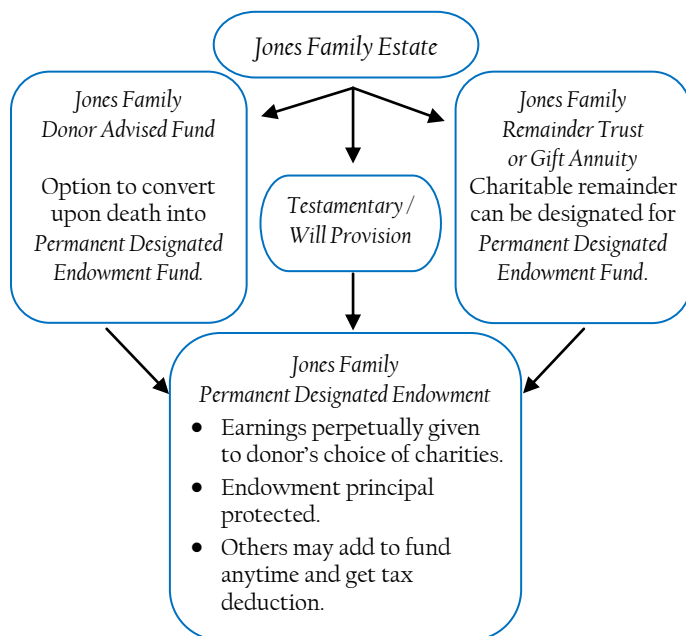 Jones Family Estate
Jones Family
Donor Advised Fund
Option to convert
upon death into
Permanent Designated
Endowment Fund.
Testamentary /
Will Provision
Jones Family
Remainder Trust
or Gift Annuity
Charitable remainder
can be designated for
Permanent Designated
Endowment Fund.
Jones Family
Permanent Designated Endowment
• Earnings perpetually given
to donor's choice of charities.
• Endowment principal
protected.
• Others may add to fund
anytime and get tax
deduction.